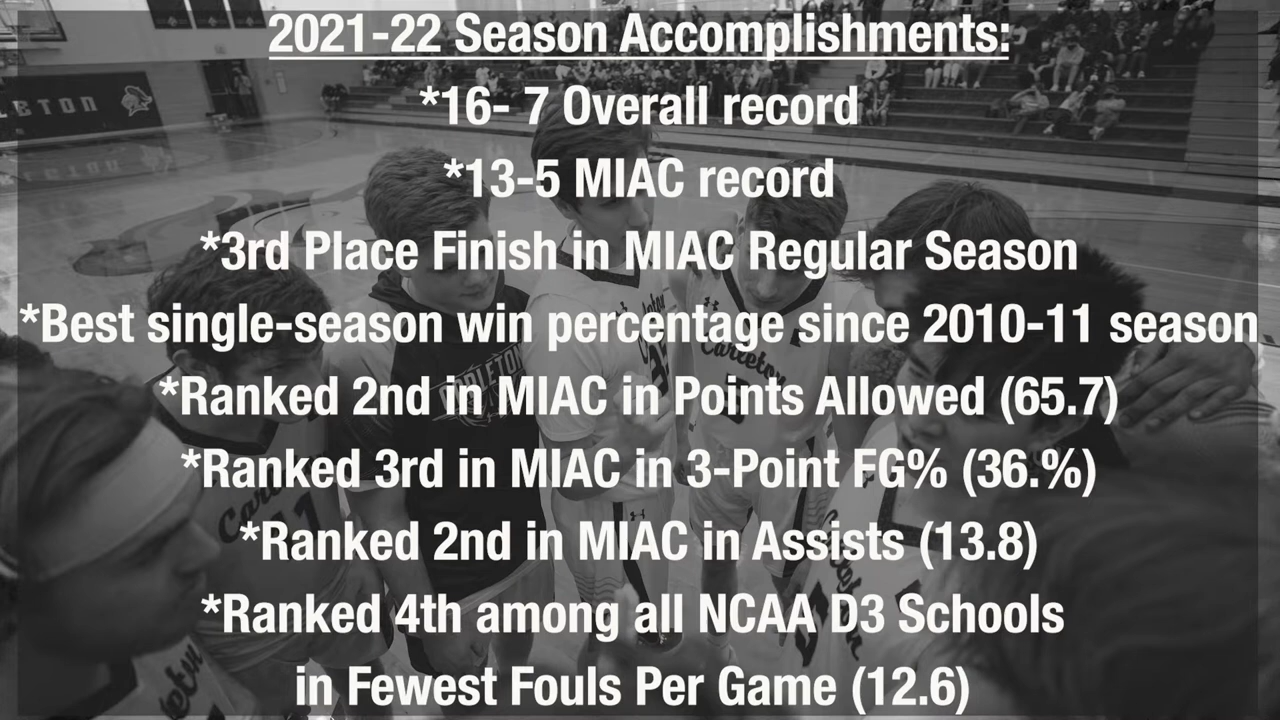 2021-22 Season Accomplishments:
*16- 7 Overall record
*13-5 MIAC record
*3rd Place Finish in MIAC Regular Season
*Best single-season win percentage since 2010-11 season
*Ranked 2nd in MIAC in Points Allowed (65.7)
*Ranked 3rd in MIAC in 3-Point FG% (36.%)
*Ranked 2nd in MIAC in Assists (13.8)
*Ranked 4th among all NCAA D3 Schools
in Fewest Fouls Per Game (12.6)
Carleton
Carleton